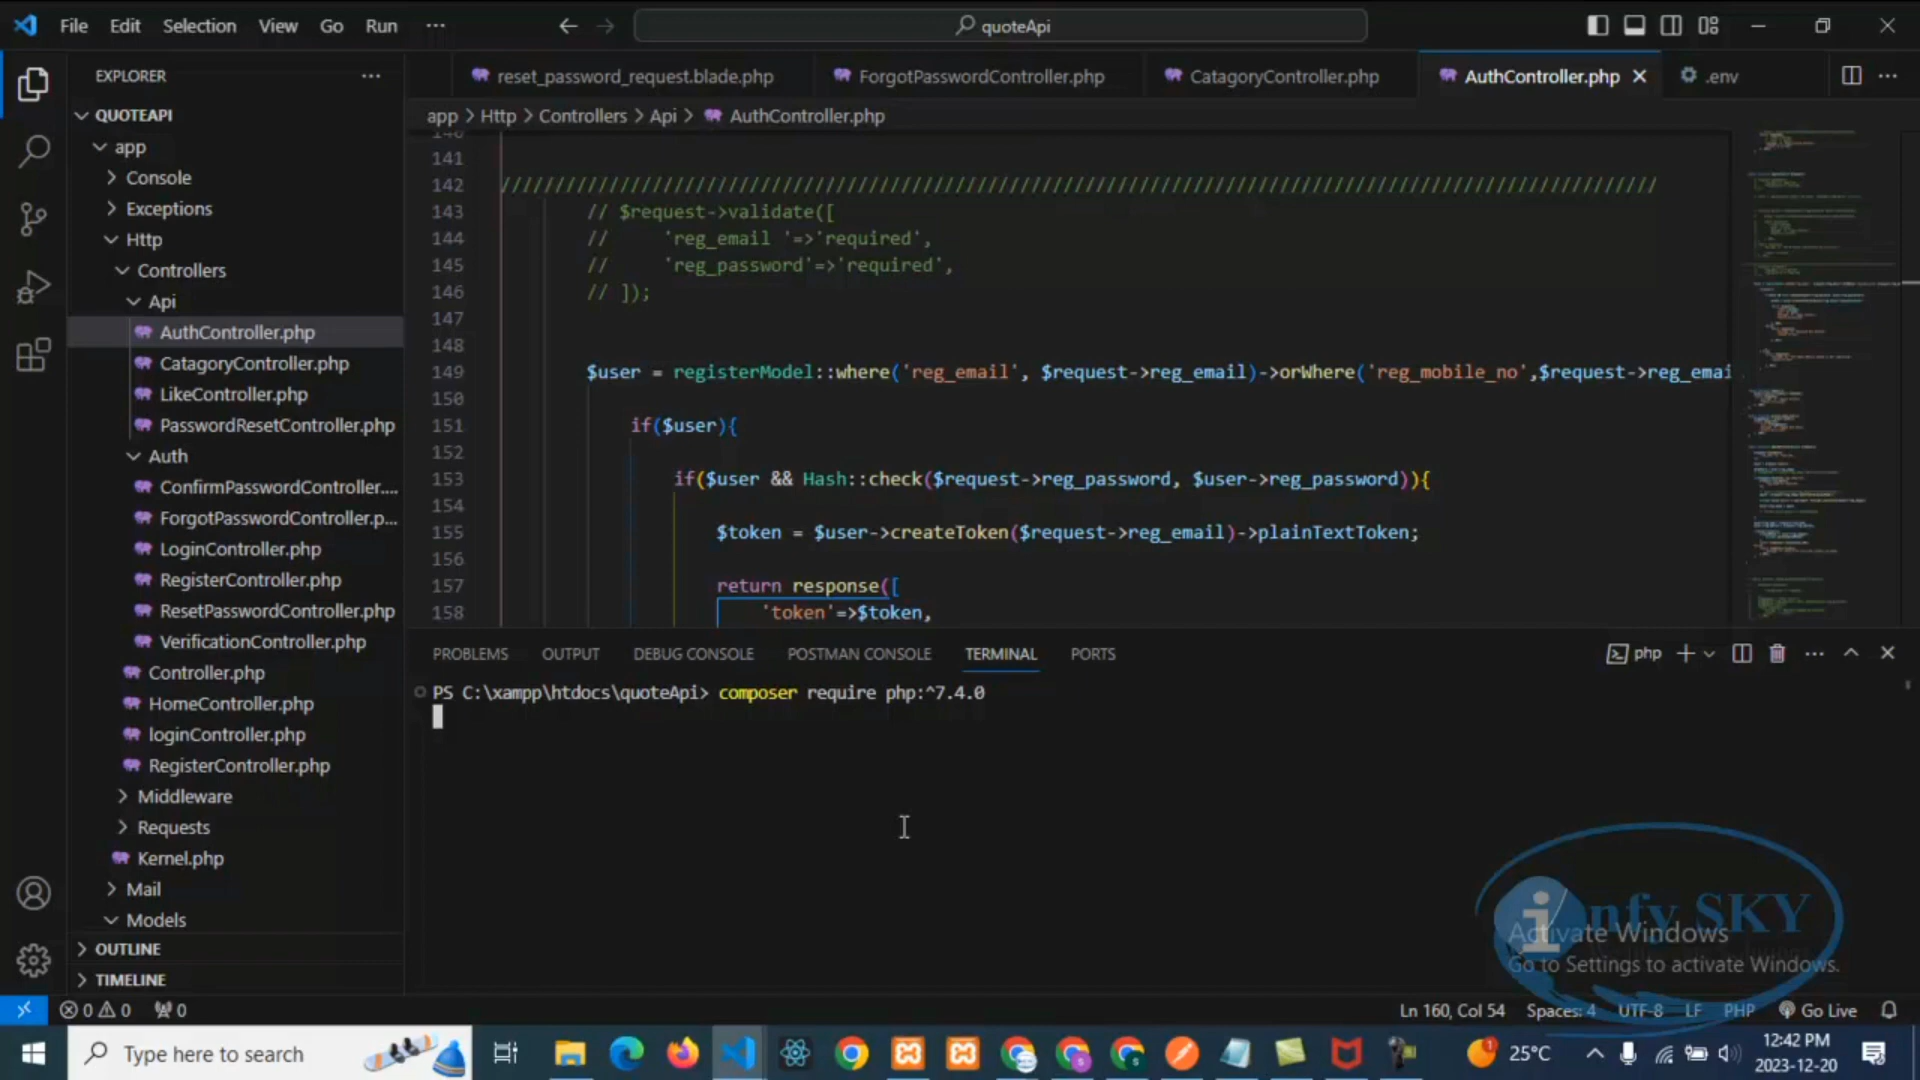 File Edit Selection View Go Run ...
quoteApi
EXPLORER
QUOTEAPI
app
Console
Exceptions
Http
Controllers
Api
AuthController.php
CatagoryController.php
LikeController.php
PasswordResetController.php
Auth
ConfirmPasswordController....
ForgotPasswordController.p...
LoginController.php
RegisterController.php
ResetPasswordController.php
VerificationController.php
Controller.php
HomeController.php
loginController.php
RegisterController.php
Middleware
Requests
Kernel.php
Mail
Models
OUTLINE
TIMELINE
reset_password_request.blade.php ForgotPasswordController.php CatagoryController.php AuthController.php .env
app > Http > Controllers > Api > AuthController.php
141
142 ///////////////////////////////////////////////////////////////////////////////////////////////////////////
143 // $request->validate([
144 // 'reg_email '=>'required',
145 // 'reg_password'=>'required',
146 // ]);
147
148
149 $user = registerModel::where('reg_email', $request->reg_email)->orWhere('reg_mobile_no',$request->reg_emai
150
151 if($user){
152
153 if($user && Hash::check($request->reg_password, $user->reg_password)){
154
155 $token = $user->createToken($request->reg_email)->plainTextToken;
156
157 return response([
158 'token'=>$token,
PROBLEMS OUTPUT DEBUG CONSOLE POSTMAN CONSOLE TERMINAL PORTS
php
PS C:\xampp\htdocs\quoteApi> composer require php:^7.4.0
nfy SKY
Activate Windows
Go to Settings to activate Windows.
0 0 0
Ln 160, Col 54 Spaces: 4 UTF-8 LF PHP Go Live
Type here to search
1
25°C
12:42 PM
2023-12-20